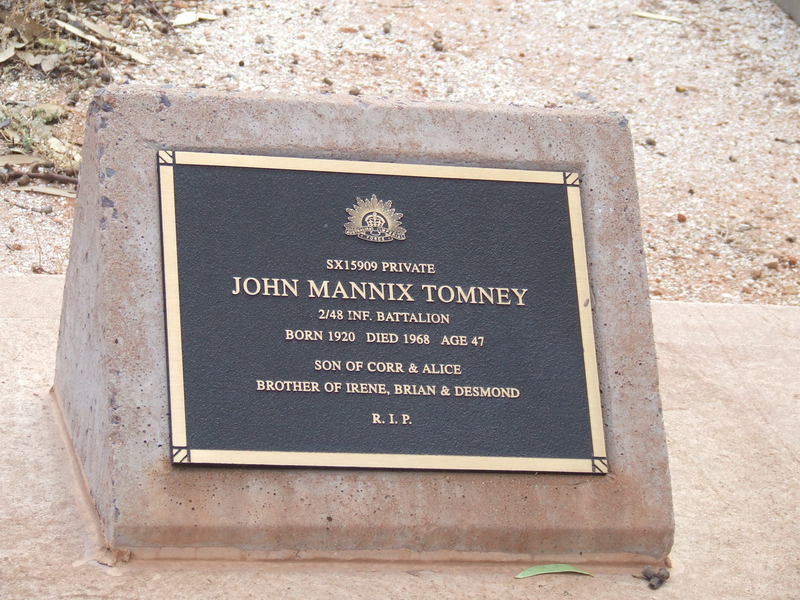 SX15909 PRIVATE
JOHN MANNIX TOMNEY
2/48 INF. BATTALION
BORN 1920 DIED 1968 AGE 47
SON OF CORR & ALICE
BROTHER OF IRENE, BRIAN & DESMOND
R. I. P.